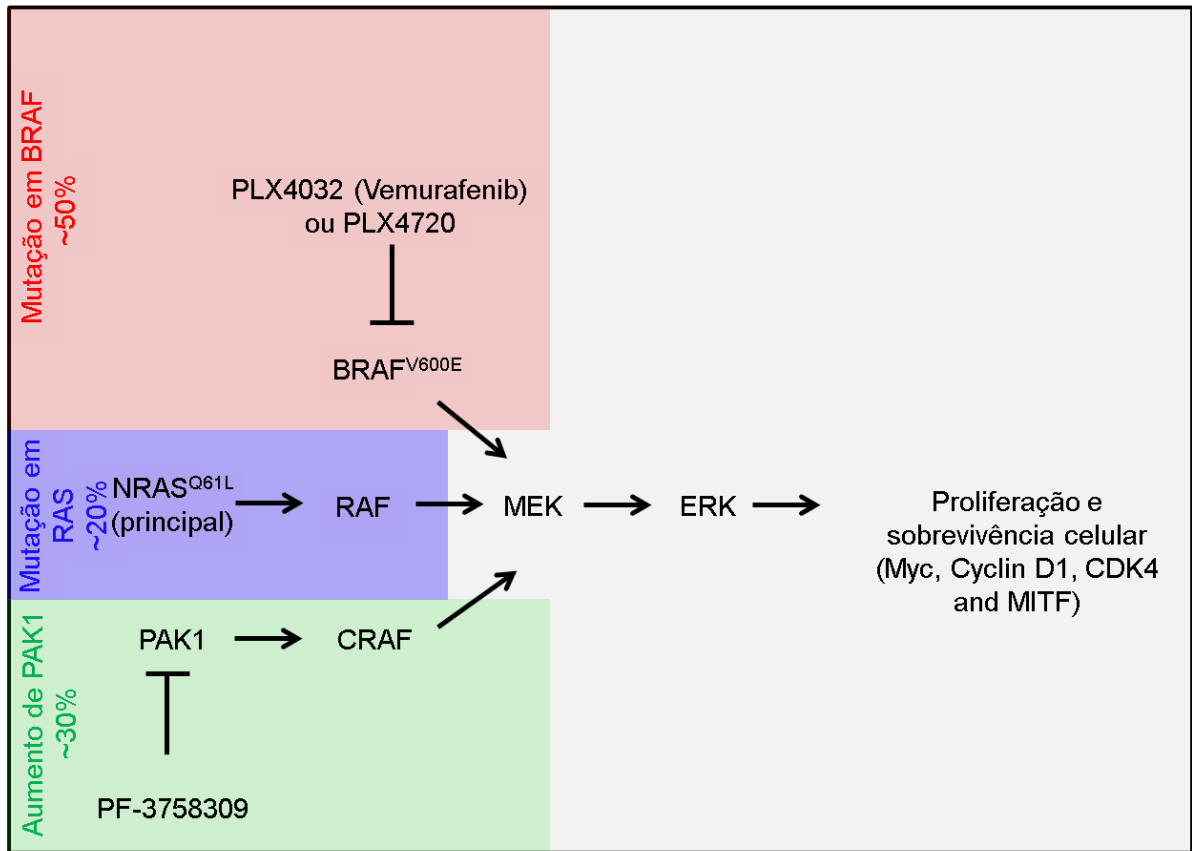 Mutação em BRAF
~50%
PLX4032 (Vemurafenib)
ou PLX4720
BRAFV600E
Mutação em
RAS
~20%
NRASQ61L
(principal)
RAF
MEK
ERK
Proliferação e
sobrevivência celular
(Myc, Cyclin D1, CDK4
and MITF)
Aumento de PAK1
~30%
PAK1
CRAF
PF-3758309